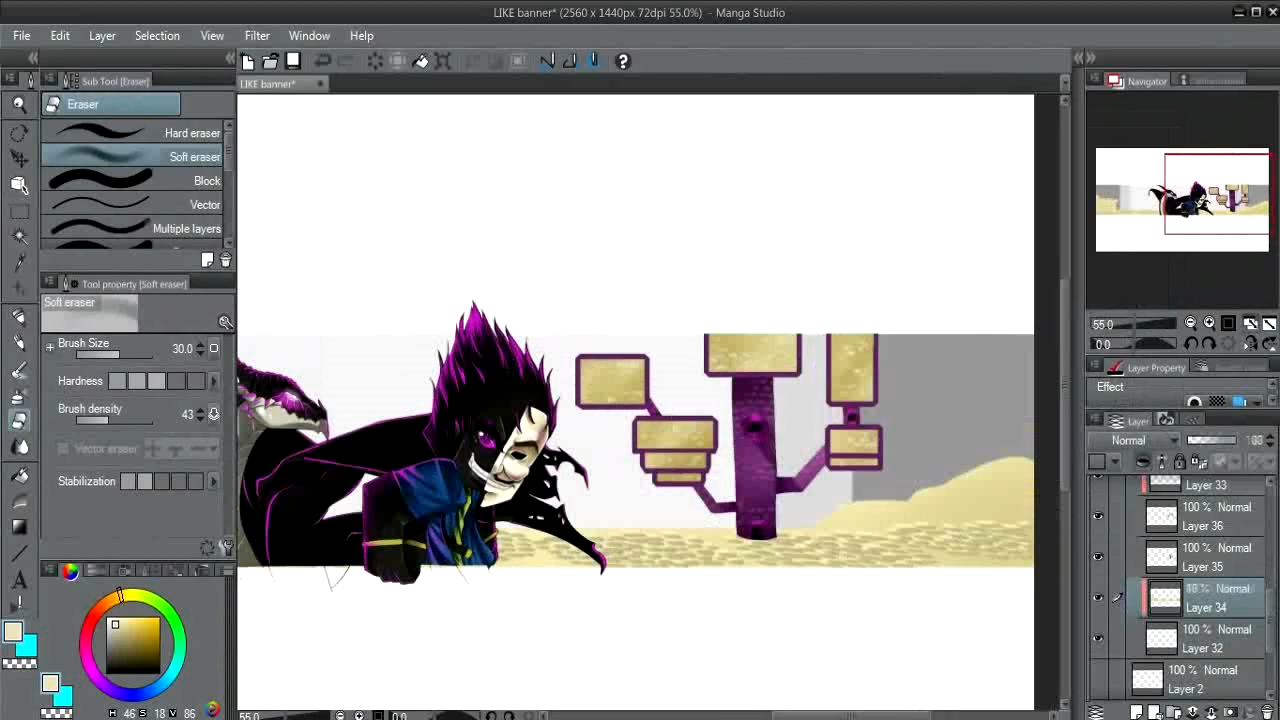 LIKE banner* (2560 x 1440px 72dpi 55.0%) - Manga Studio
File Edit Layer Selection View Filter Window Help
Sub Tool [Eraser]
LIKE banner*
Navigator
Eraser
Hard eraser
Soft eraser
Block
Vector
Multiple layers
Tool property [Soft eraser]
Soft eraser
55.0
Brush Size 30.0
0.0
Hardness
Layer Property
Effect
Brush density 43
Layer
Normal 100
Vector eraser
Stabilization
Layer 33
100 % Normal
Layer 36
100 % Normal
Layer 35
Normal
Layer 34
100 % Normal
Layer 32
100 % Normal
Layer 2
H 46 S 18 V 86
55.0
0.0